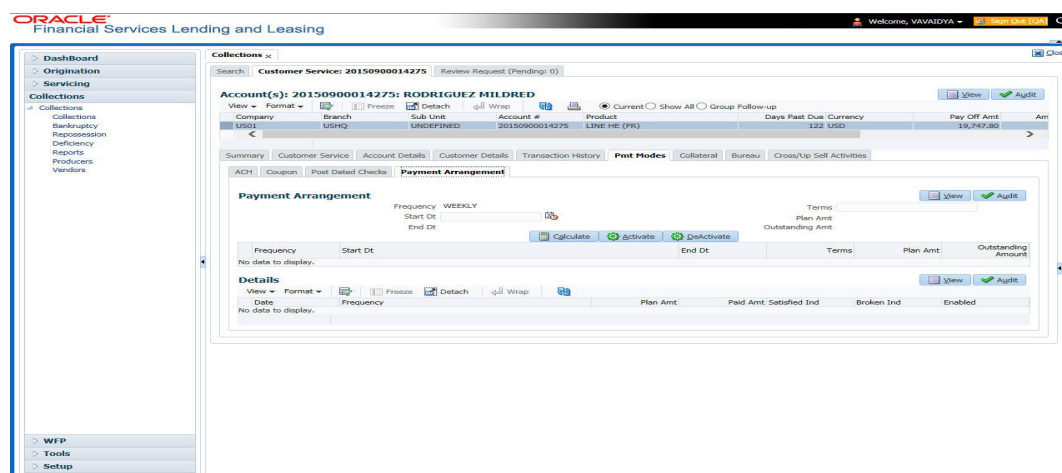 ORACLE
Financial Services Lending and Leasing
Welcome, VAVAIDYA
Sign Out [QA]
Clos
DashBoard
Origination
Servicing
Collections
Collections
Collections
Bankruptcy
Repossession
Deficiency
Reports
Producers
Vendors
WFP
Tools
Setup
Collections x
Search Customer Service: 20150900014275 Review Request (Pending: 0)
Account(s): 20150900014275: RODRIGUEZ MILDRED
View Audit
View Format Freeze Detach Wrap Current Show All Group Follow-up
Company Branch Sub Unit Account # Product Days Past Due Currency Pay Off Amt Am
US01 USHQ UNDEFINED 20150900014275 LINE HE (FR) 122 USD 19,747.80
Summary Customer Service Account Details Customer Details Transaction History Pmt Modes Collateral Bureau Cross/Up Sell Activities
ACH Coupon Post Dated Checks Payment Arrangement
Payment Arrangement
View Audit
Frequency WEEKLY
Start Dt
End Dt
Terms
Plan Amt
Outstanding Amt
Calculate Activate DeActivate
Frequency Start Dt End Dt Terms Plan Amt Outstanding Amount
No data to display.
Details
View Audit
View Format Freeze Detach Wrap
Date Frequency Plan Amt Paid Amt Satisfied Ind Broken Ind Enabled
No data to display.